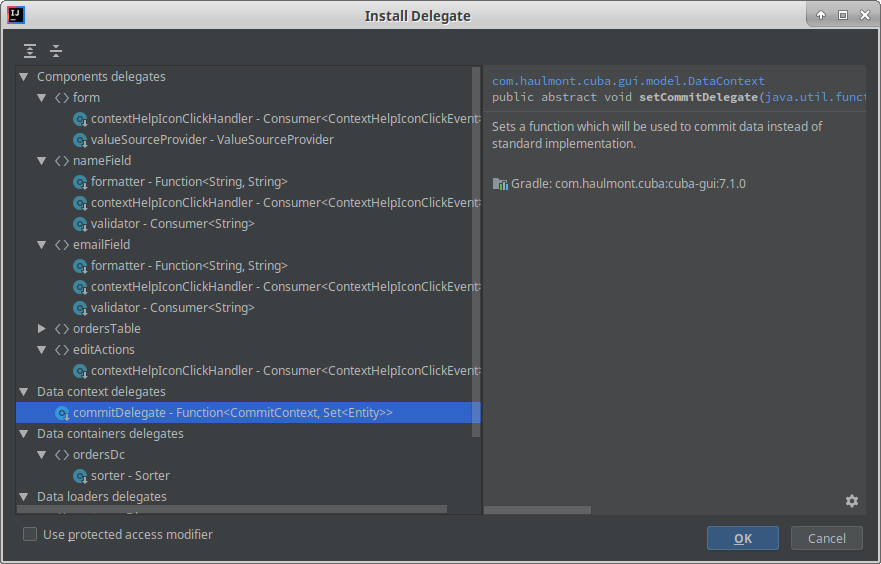 Install Delegate
Components delegates
form
contextHelpIconClickHandler - Consumer<ContextHelpIconClickEvent>
valueSourceProvider - ValueSourceProvider
nameField
formatter - Function<String, String>
contextHelpIconClickHandler - Consumer<ContextHelpIconClickEvent>
validator - Consumer<String>
emailField
formatter - Function<String, String>
contextHelpIconClickHandler - Consumer<ContextHelpIconClickEvent>
validator - Consumer<String>
ordersTable
editActions
contextHelpIconClickHandler - Consumer<ContextHelpIconClickEvent>
Data context delegates
commitDelegate - Function<CommitContext, Set<Entity>>
Data containers delegates
ordersDc
sorter - Sorter
Data loaders delegates
com.haulmont.cuba.gui.model.DataContext
public abstract void setCommitDelegate(java.util.funct
Sets a function which will be used to commit data instead of
standard implementation.
Gradle: com.haulmont.cuba:cuba-gui:7.1.0
Use protected access modifier
OK
Cancel